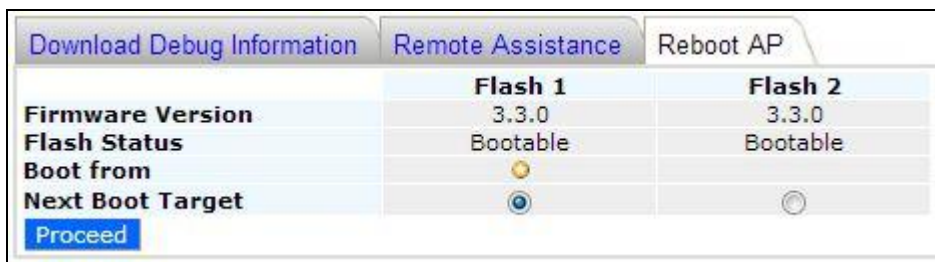 Download Debug Information Remote Assistance Reboot AP
Flash 1 Flash 2
Firmware Version 3.3.0 3.3.0
Flash Status Bootable Bootable
Boot from
Next Boot Target
Proceed